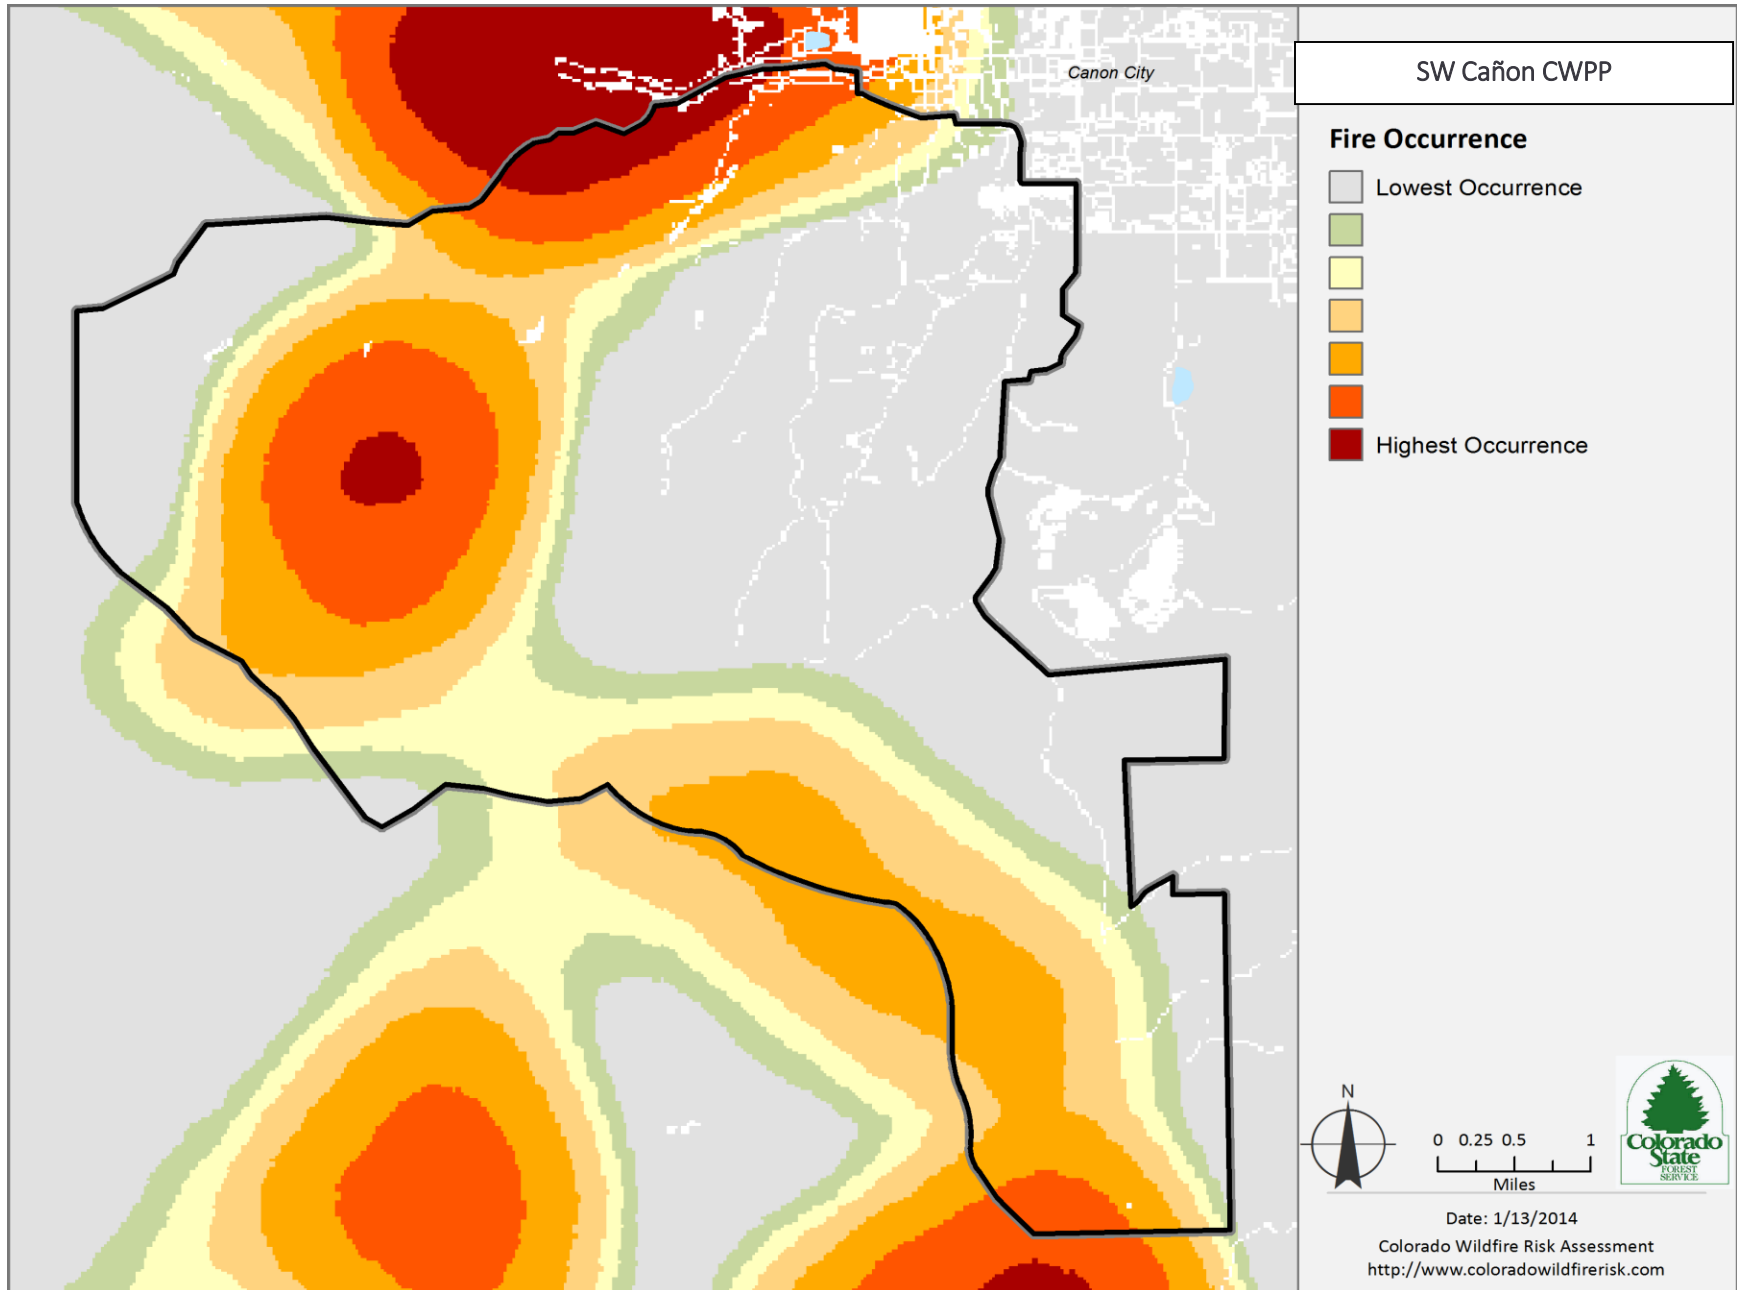 Canon City
SW Cañon CWPP
Fire Occurrence
Lowest Occurrence
Highest Occurrence
N
0 0.25 0.5 1
Miles
Colorado
State
FOREST
SERVICE
Date: 1/13/2014
Colorado Wildfire Risk Assessment
http://www.coloradowildfirerisk.com